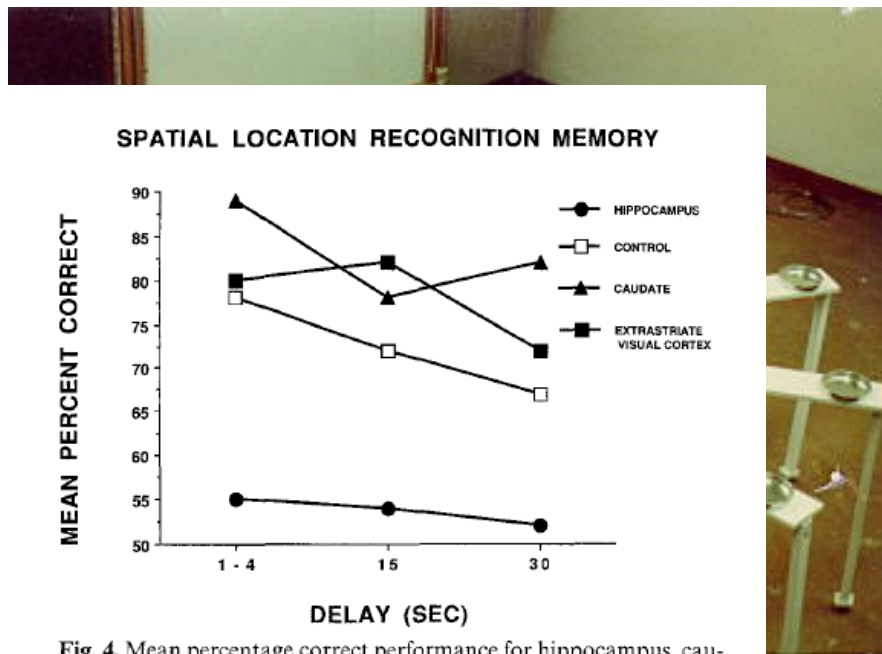 SPATIAL LOCATION RECOGNITION MEMORY
MEAN PERCENT CORRECT
90
85
80
75
70
65
60
55
50
1 - 4
15
30
DELAY (SEC)
HIPPOCAMPUS
CONTROL
CAUDATE
EXTRASTRIATE
VISUAL CORTEX
Fig. 4. Mean percentage correct performance for hippocampus, cau-